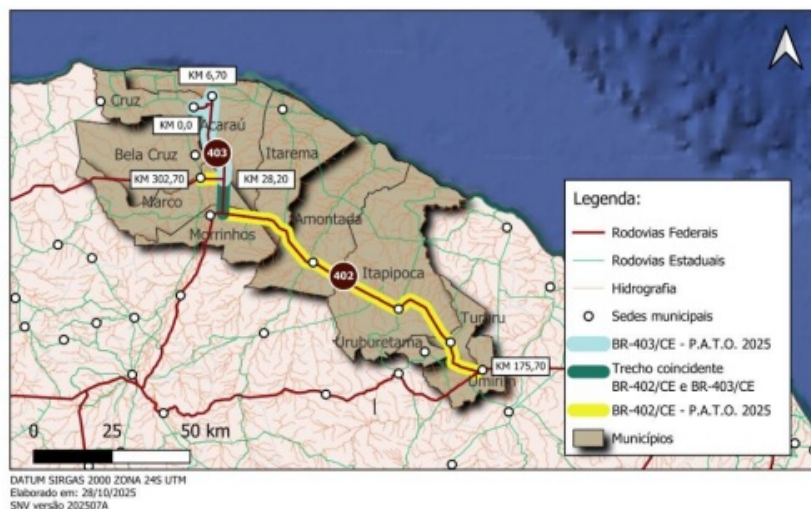 KM 6,70
Cruz
KM 0,0
Acaraú
Bela Cruz
403
Itarema
KM 302,70
KM 28,20
Marco
Morrinhos
Amontada
402
Itapipoca
Tururu
Uruburetama
KM 175,70
Umirim
0 25 50 km
Legenda:
Rodovias Federais
Rodovias Estaduais
Hidrografia
Sedes municipais
BR-403/CE - P.A.T.O. 2025
Trecho coincidente
BR-402/CE e BR-403/CE
BR-402/CE - P.A.T.O. 2025
Municípios
DATUM SIRGAS 2000 ZONA 24S UTM
Elaborado em: 28/10/2025
SNV versão 202507A